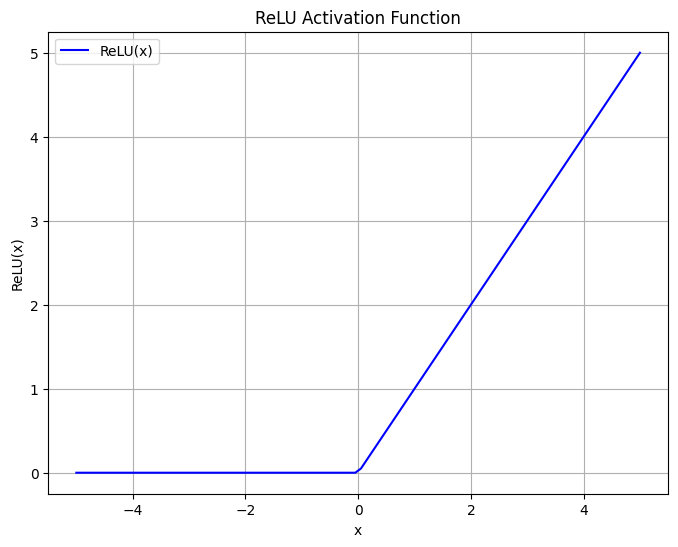 ReLU Activation Function
ReLU(x)
5
4
3
2
1
0
ReLU(x)
−4
−2
0
2
4
x